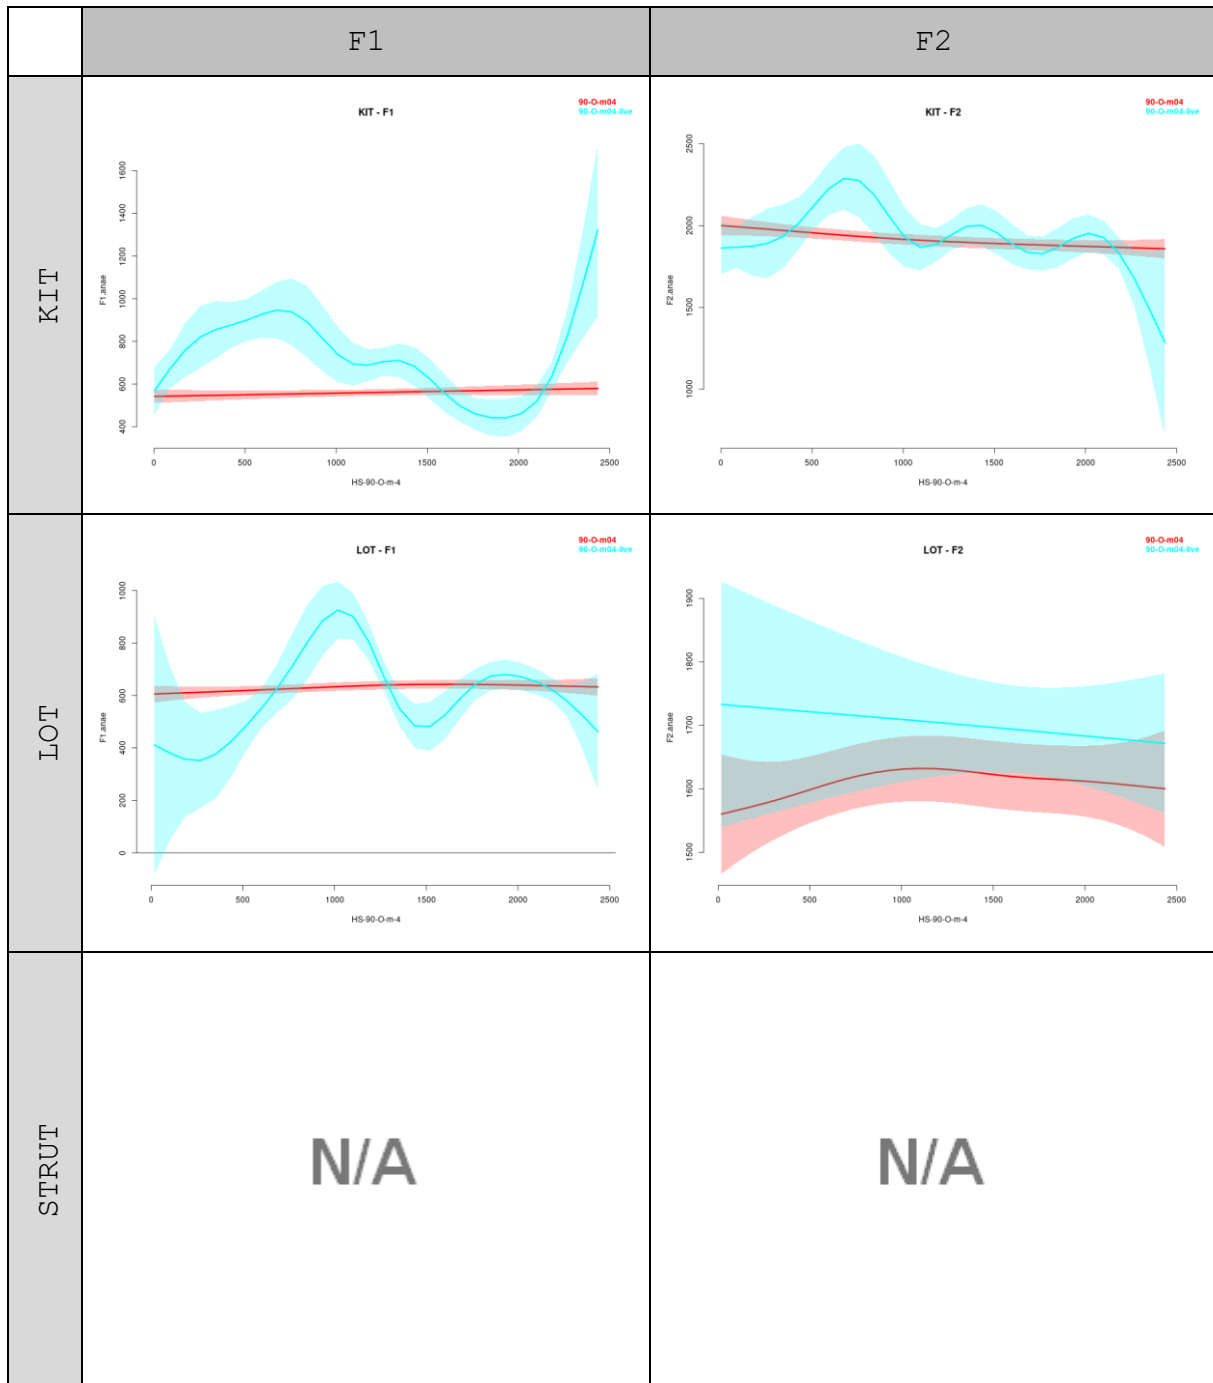 F1 F2
KIT
KIT - F1
90-O-m04
90-O-m04-live
F1.anae
1600
1400
1200
1000
800
600
400
0 500 1000 1500 2000 2500
HS-90-O-m-4
KIT - F2
90-O-m04
90-O-m04-live
F2.anae
2500
2000
1500
1000
0 500 1000 1500 2000 2500
HS-90-O-m-4
LOT
LOT - F1
90-O-m04
90-O-m04-live
F1.anae
1000
800
600
400
200
0
0 500 1000 1500 2000 2500
HS-90-O-m-4
LOT - F2
90-O-m04
90-O-m04-live
F2.anae
1900
1800
1700
1600
1500
0 500 1000 1500 2000 2500
HS-90-O-m-4
STRUT
N/A N/A